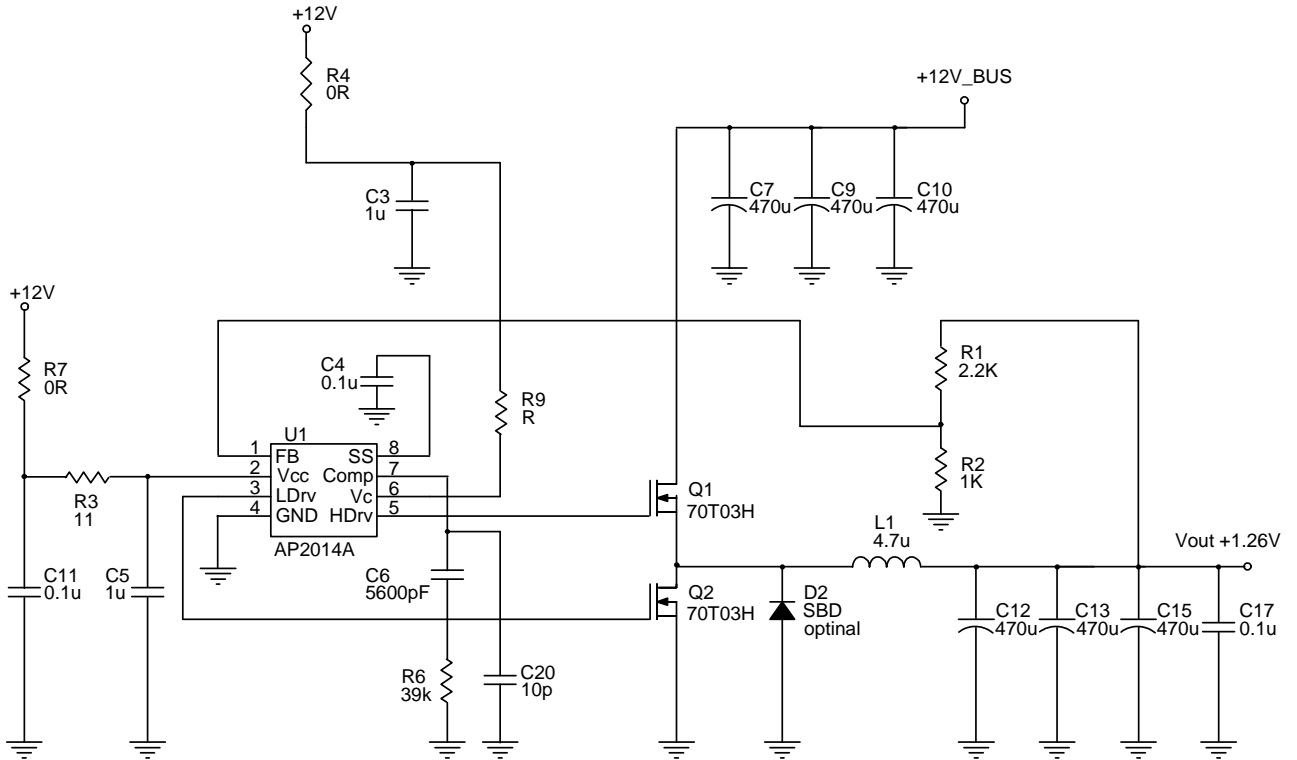 +12V
R4
0R
+12V_BUS
C3
1u
C7
470u
C9
470u
C10
470u
+12V
R7
0R
C4
0.1u
R9
R
R1
2.2K
R2
1K
U1
1 FB SS 8
2 Vcc Comp 7
3 LDrv Vc 6
4 GND HDrv 5
AP2014A
R3
11
Q1
70T03H
L1
4.7u
Vout +1.26V
C11
0.1u
C5
1u
C6
5600pF
Q2
70T03H
D2
SBD
optinal
C12
470u
C13
470u
C15
470u
C17
0.1u
R6
39k
C20
10p